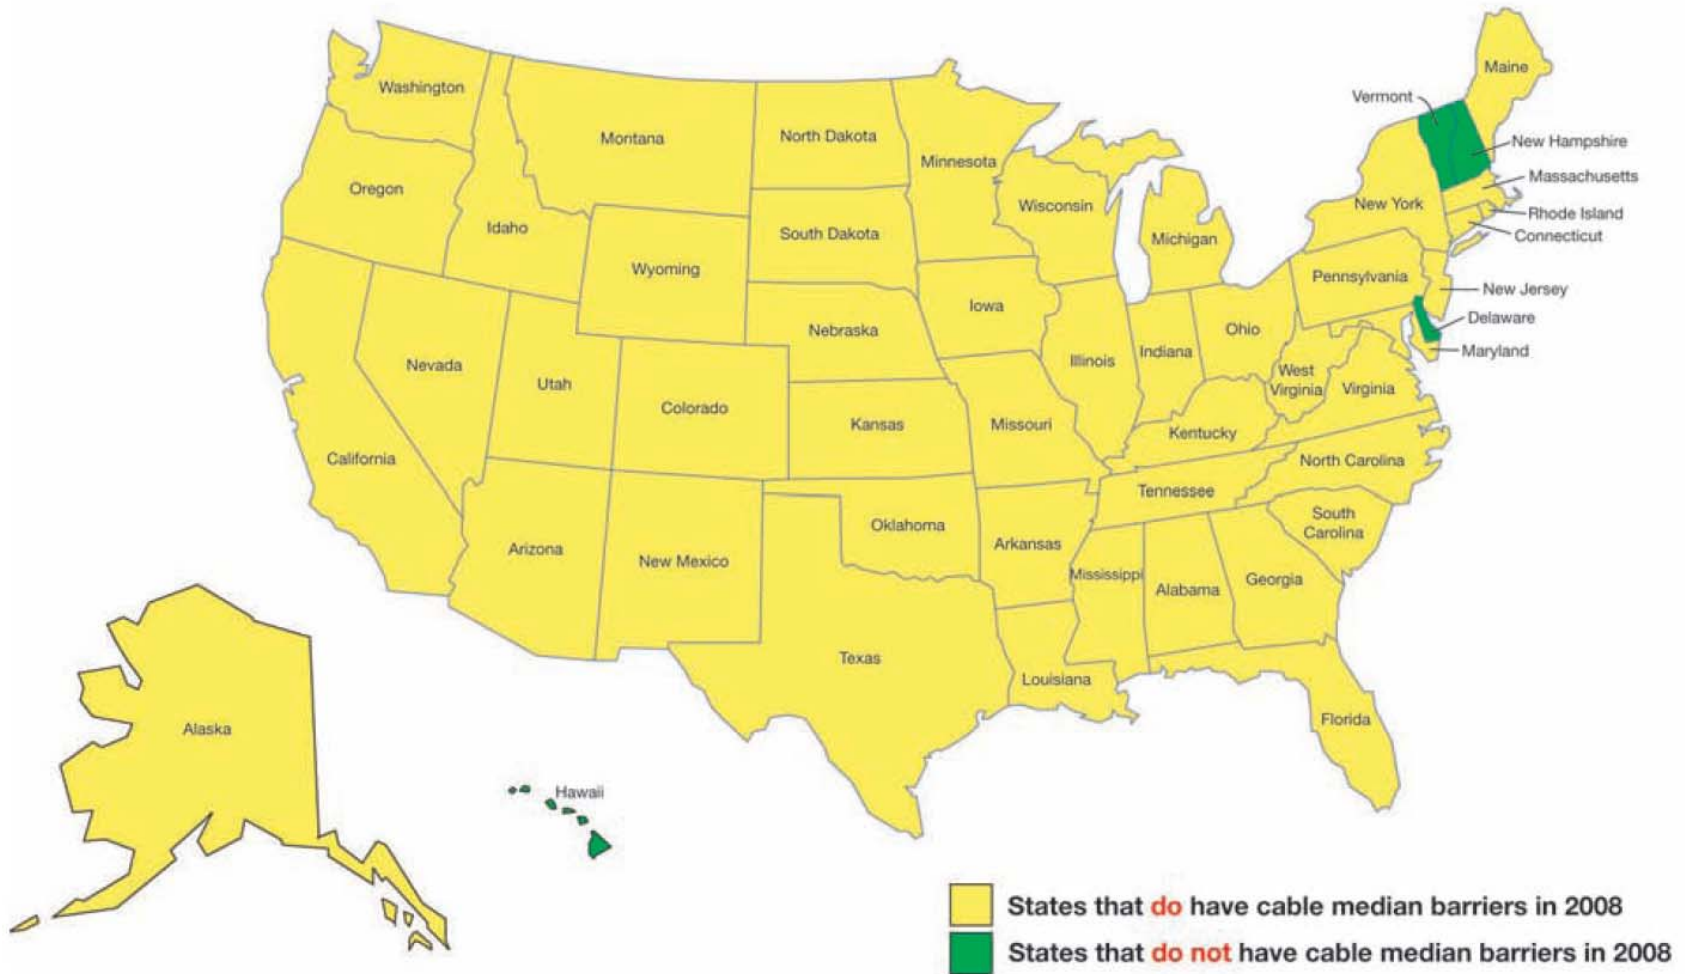 Maine
Washington
Vermont
Montana
North Dakota
New Hampshire
Minnesota
Massachusetts
Oregon
New York
Wisconsin
Rhode Island
Idaho
South Dakota
Connecticut
Michigan
Wyoming
Pennsylvania
New Jersey
Iowa
Delaware
Nebraska
Ohio
Maryland
Illinois
Indiana
Nevada
West
Virginia
Virginia
Utah
Colorado
Kansas
Missouri
Kentucky
California
North Carolina
Tennessee
South
Carolina
Oklahoma
Arizona
Arkansas
New Mexico
Mississippi
Alabama
Georgia
Texas
Louisiana
Florida
Alaska
Hawaii
States that do have cable median barriers in 2008
States that do not have cable median barriers in 2008